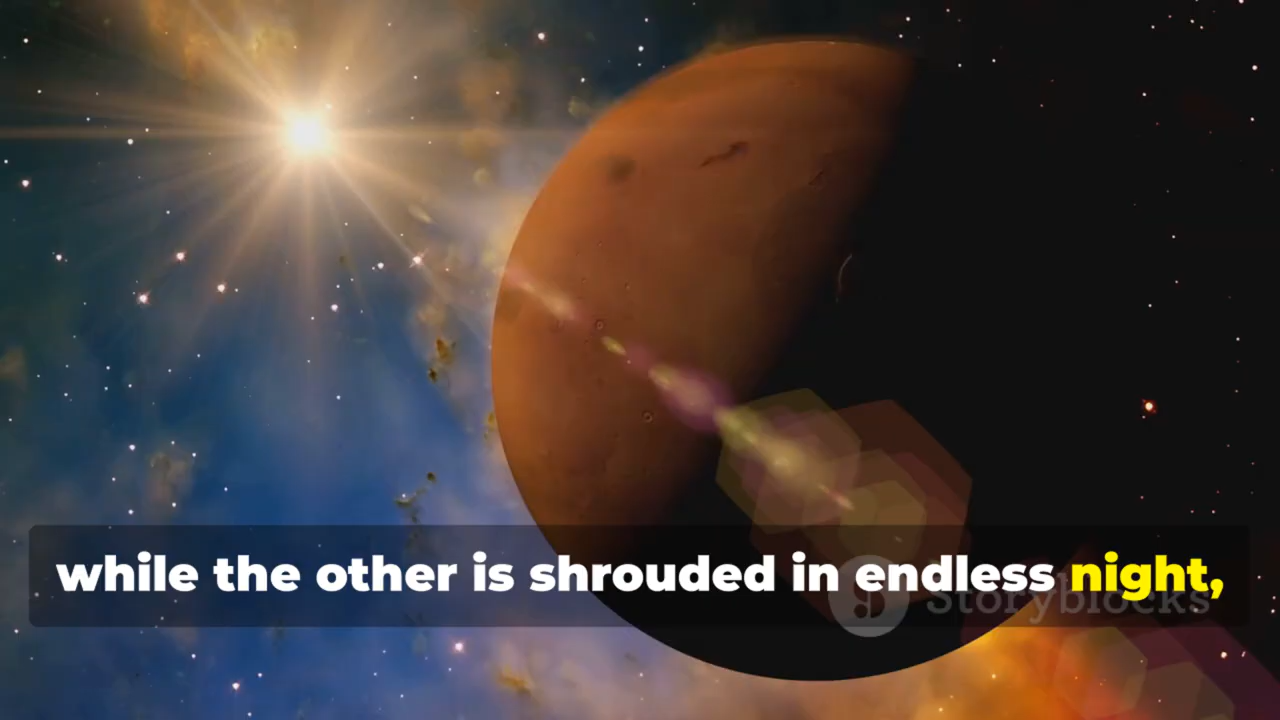 while the other is shrouded in endless night,
Storyblocks